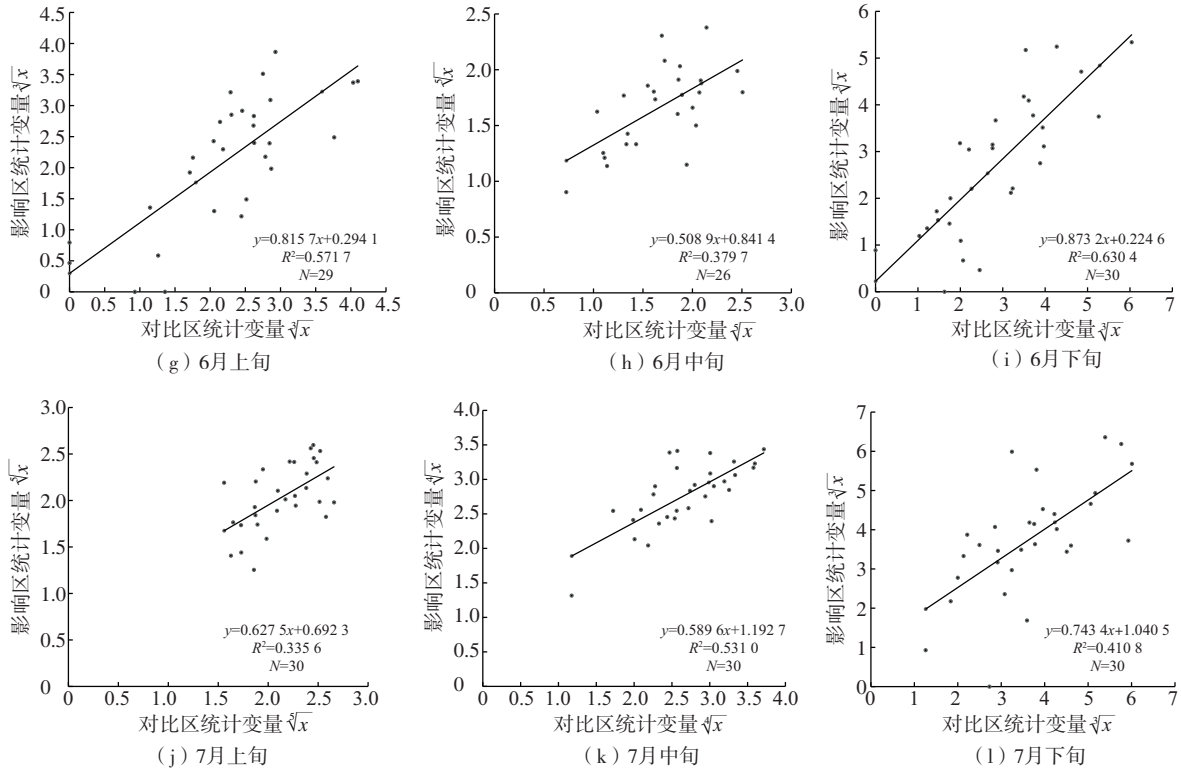 4.5
4.0
3.5
3.0
2.5
2.0
1.5
1.0
0.5
0
影响区统计变量∛x
y=0.815 7x+0.294 1
R²=0.571 7
N=29
0 0.5 1.0 1.5 2.0 2.5 3.0 3.5 4.0 4.5
对比区统计变量∛x
（g）6月上旬
2.5
2.0
1.5
1.0
0.5
0
影响区统计变量⁵√x
y=0.508 9x+0.841 4
R²=0.379 7
N=26
0 0.5 1.0 1.5 2.0 2.5 3.0
对比区统计变量⁵√x
（h）6月中旬
6
5
4
3
2
1
0
影响区统计变量∛x
y=0.873 2x+0.224 6
R²=0.630 4
N=30
0 1 2 3 4 5 6 7
对比区统计变量∛x
（i）6月下旬
3.0
2.5
2.0
1.5
1.0
0.5
0
影响区统计变量⁵√x
y=0.627 5x+0.692 3
R²=0.335 6
N=30
0 0.5 1.0 1.5 2.0 2.5 3.0
对比区统计变量⁵√x
（j）7月上旬
4.0
3.5
3.0
2.5
2.0
1.5
1.0
0.5
0
影响区统计变量∜x
y=0.589 6x+1.192 7
R²=0.531 0
N=30
0 0.5 1.0 1.5 2.0 2.5 3.0 3.5 4.0
对比区统计变量∜x
（k）7月中旬
7
6
5
4
3
2
1
0
影响区统计变量∛x
y=0.743 4x+1.040 5
R²=0.410 8
N=30
0 1 2 3 4 5 6 7
对比区统计变量∛x
（l）7月下旬